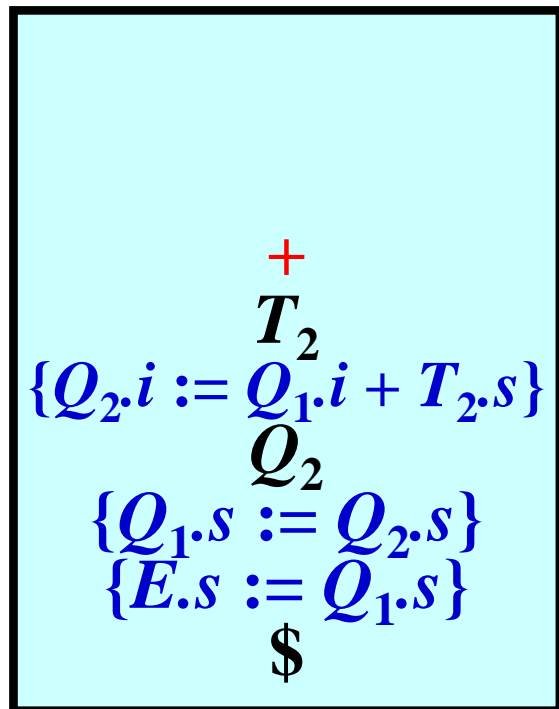 +
T₂
{Q₂.i := Q₁.i + T₂.s}
Q₂
{Q₁.s := Q₂.s}
{E.s := Q₁.s}
$